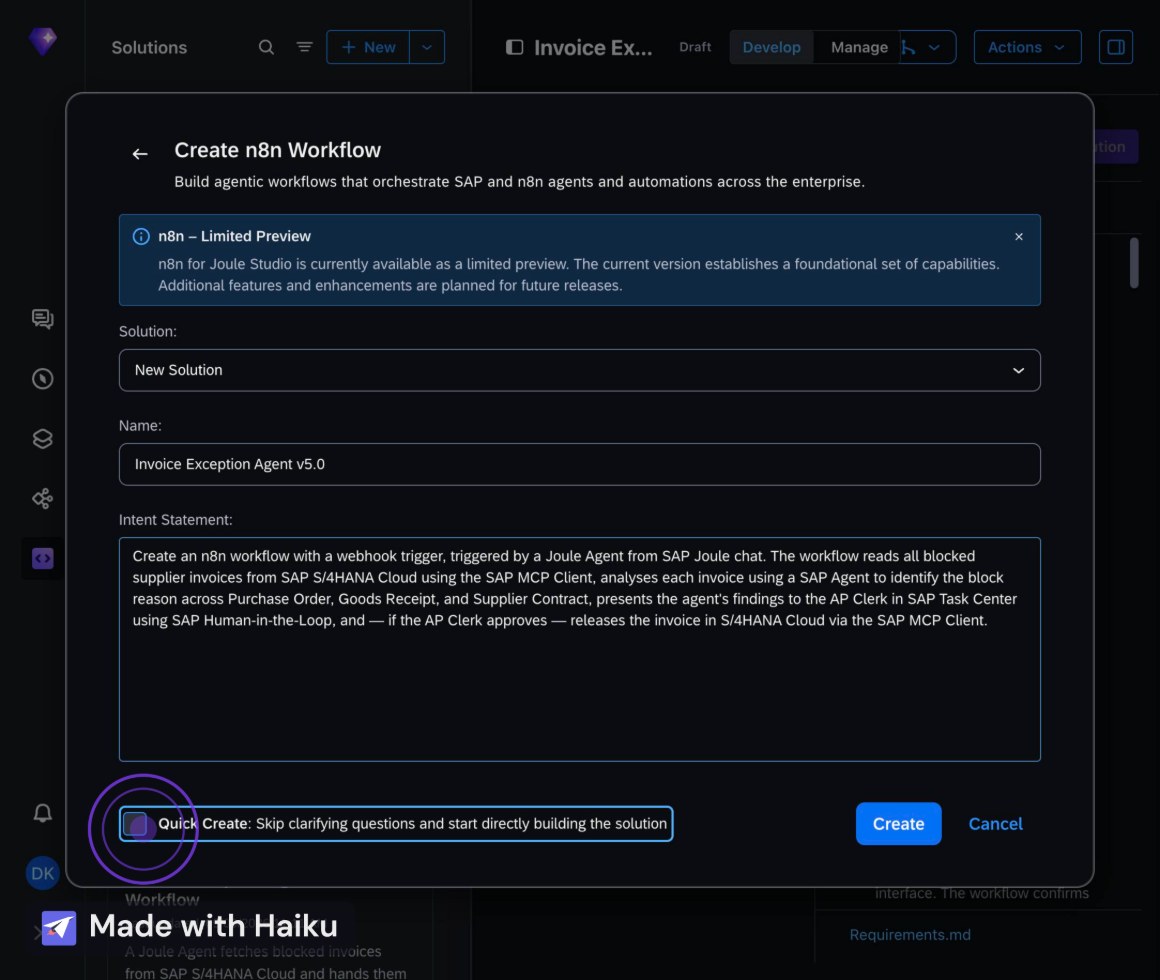 Solutions
New
Invoice Ex...
Draft
Develop
Manage
Actions
Create n8n Workflow
Build agentic workflows that orchestrate SAP and n8n agents and automations across the enterprise.
n8n – Limited Preview
n8n for Joule Studio is currently available as a limited preview. The current version establishes a foundational set of capabilities.
Additional features and enhancements are planned for future releases.
Solution:
New Solution
Name:
Invoice Exception Agent v5.0
Intent Statement:
Create an n8n workflow with a webhook trigger, triggered by a Joule Agent from SAP Joule chat. The workflow reads all blocked
supplier invoices from SAP S/4HANA Cloud using the SAP MCP Client, analyses each invoice using a SAP Agent to identify the block
reason across Purchase Order, Goods Receipt, and Supplier Contract, presents the agent's findings to the AP Clerk in SAP Task Center
using SAP Human-in-the-Loop, and — if the AP Clerk approves — releases the invoice in S/4HANA Cloud via the SAP MCP Client.
Quick Create: Skip clarifying questions and start directly building the solution
Create
Cancel
DK
interface. The workflow confirms
Workflow
Made with Haiku
Requirements.md
A Joule Agent fetches blocked invoices
from SAP S/4HANA Cloud and hands them